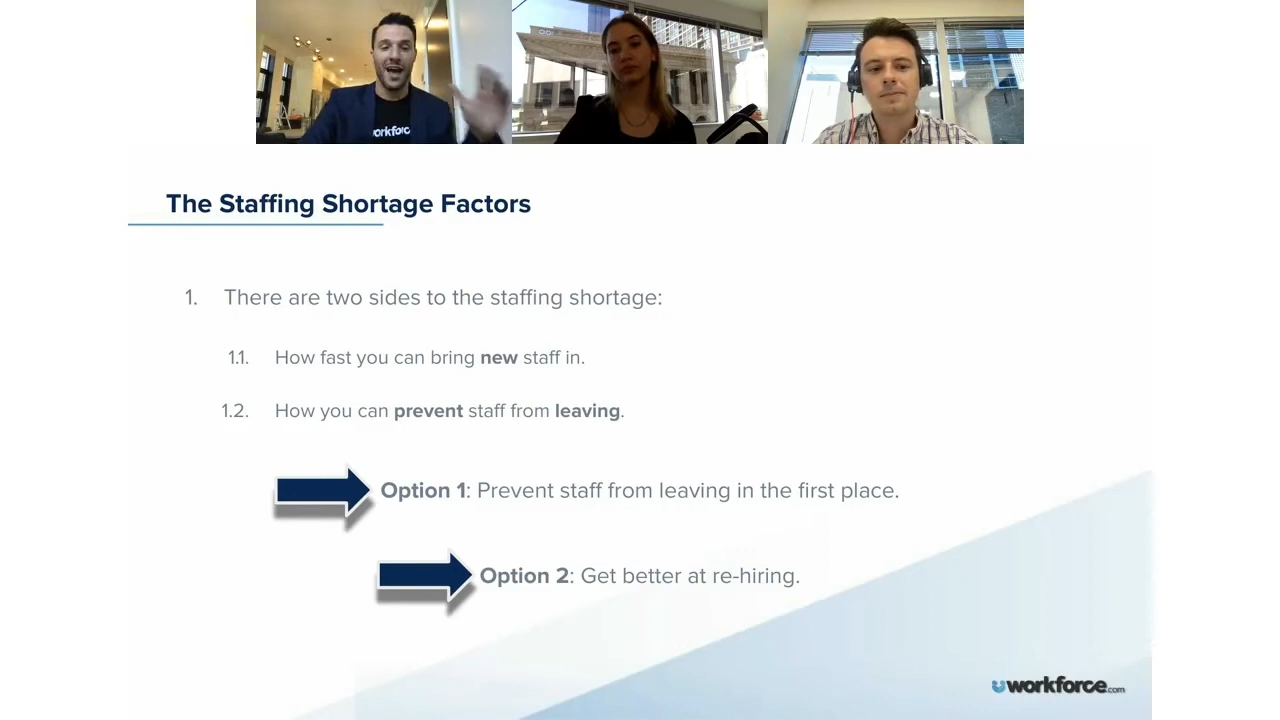 orkforc
The Staffing Shortage Factors
1. There are two sides to the staffing shortage:
1.1. How fast you can bring new staff in.
1.2. How you can prevent staff from leaving.
Option 1: Prevent staff from leaving in the first place.
Option 2: Get better at re-hiring.
workforce.com